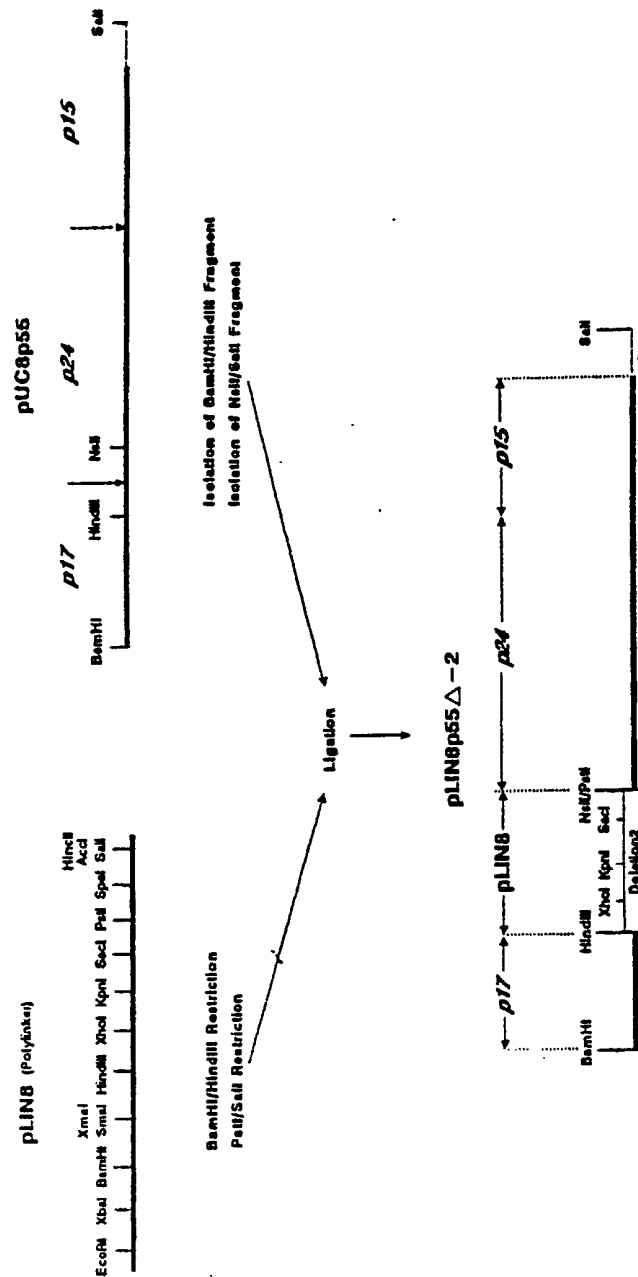 pLIN8 (Polylinker)
XmaI
HincII
AccI
EcoRI XbaI BamHI SmaI HindIII XhoI KpnI SacI PstI SpeI SalI
pUC8p55
p17 p24 p15
BamHI HindIII NsiI SalI
BamHI/HindIII Restriction
PstI/SalI Restriction
Isolation of BamHI/HindIII Fragment
Isolation of NsiI/SalI Fragment
Ligation
pLIN8p55△-2
p17 pLIN8 p24 p15
BamHI HindIII NsiI/PstI SalI
XhoI KpnI SacI
Deletion2